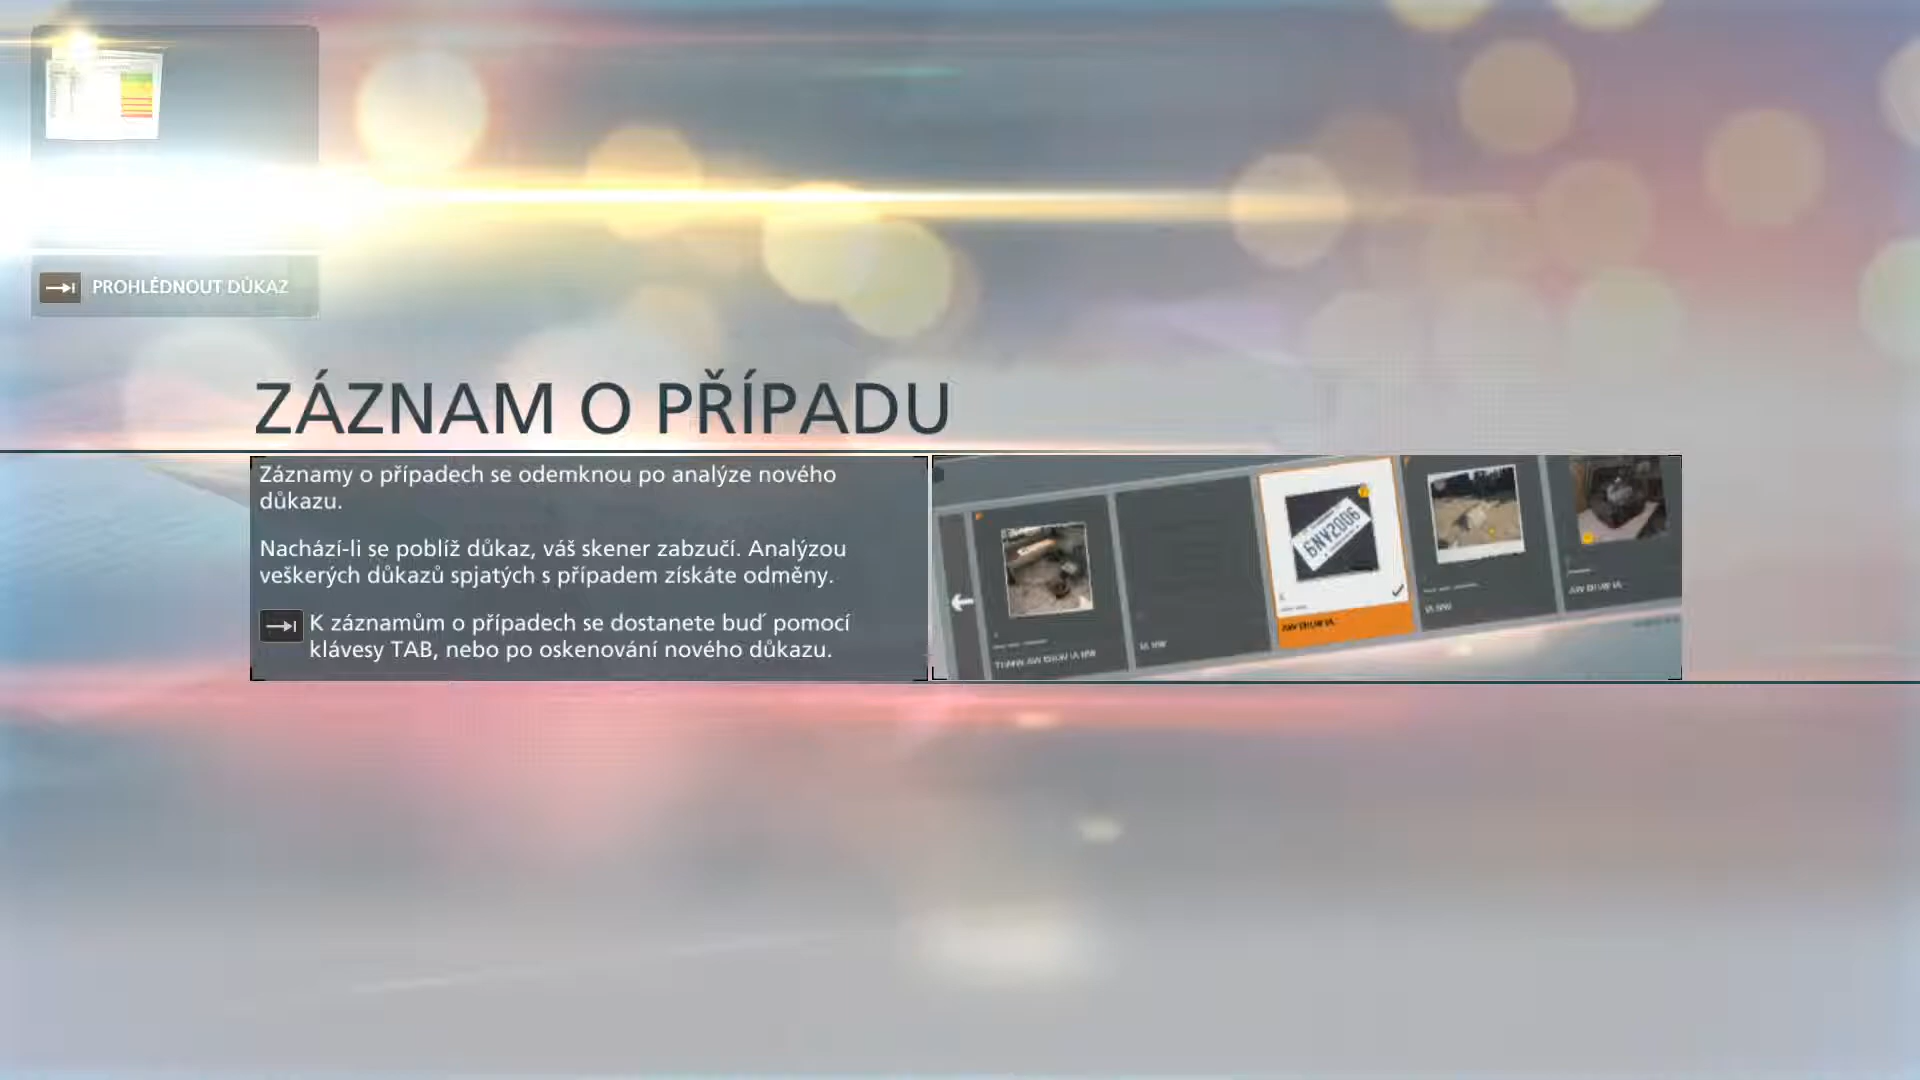 PROHLÉDNOUT DŮKAZ
ZÁZNAM O PŘÍPADU
Záznamy o případech se odemknou po analýze nového
důkazu.
Nachází-li se poblíž důkaz, váš skener zabzučí. Analýzou
veškerých důkazů spjatých s případem získáte odměny.
K záznamům o případech se dostanete buď pomocí
klávesy TAB, nebo po oskenování nového důkazu.
6NV2006